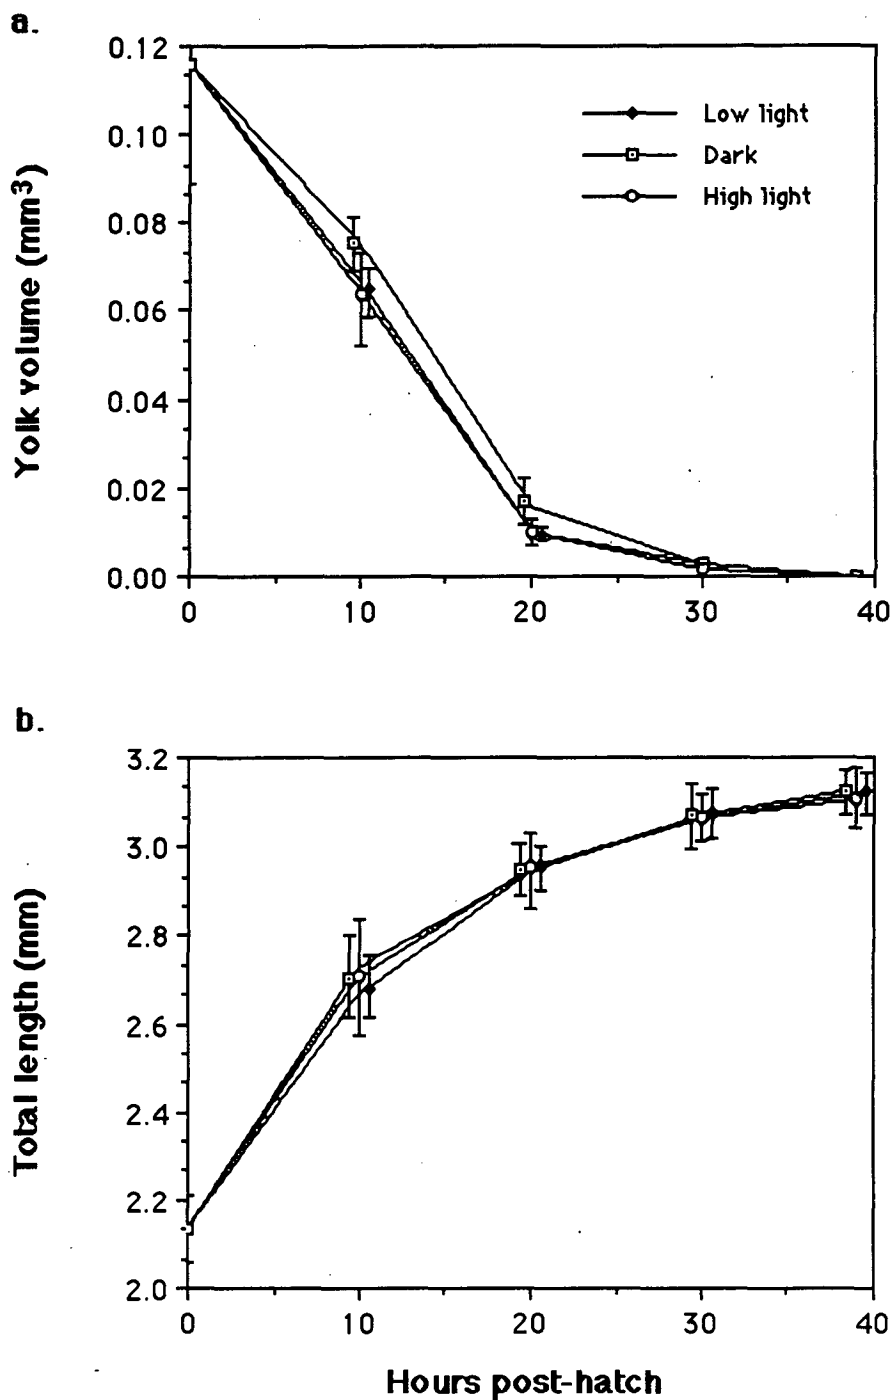 a.
0.12
0.10
0.08
0.06
0.04
0.02
0.00
Yolk volume (mm³)
Low light
Dark
High light
0 10 20 30 40
b.
3.2
3.0
2.8
2.6
2.4
2.2
2.0
Total length (mm)
0 10 20 30 40
Hours post-hatch